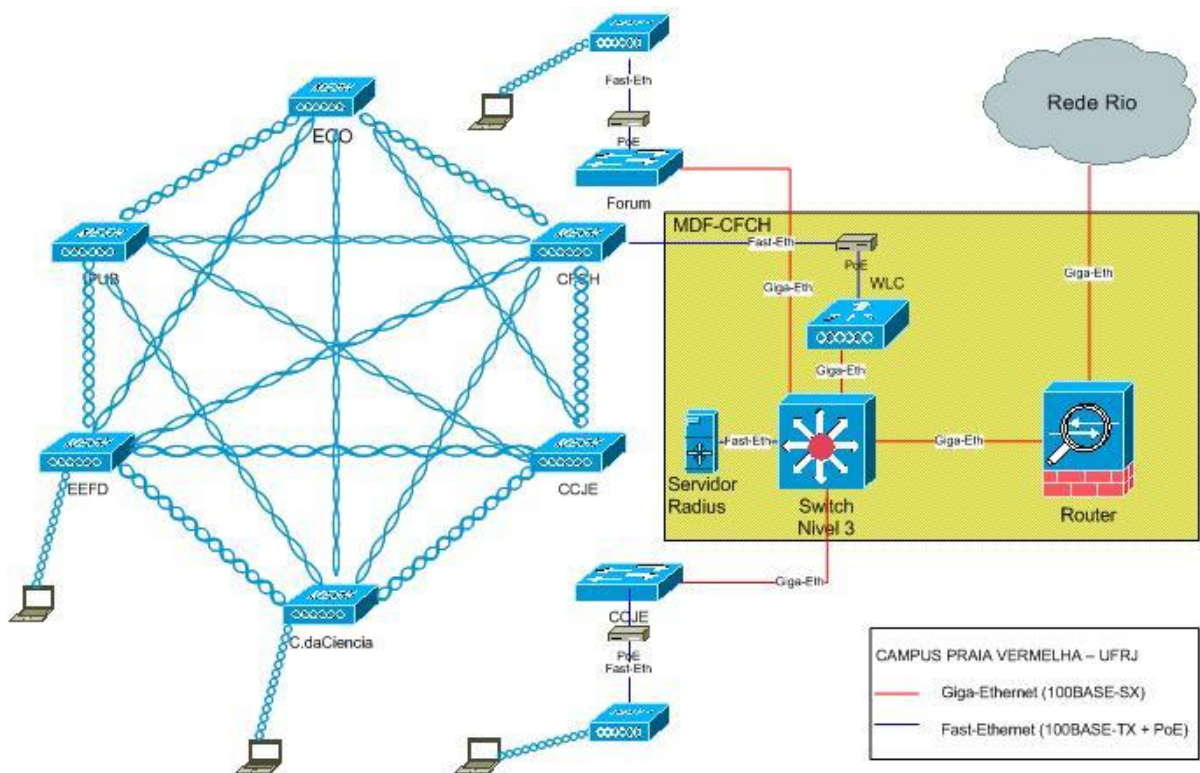 Fast-Eth
PoE
Forum
ECO
IPUB
CFCH
EEFD
CCJE
C.daCiencia
Rede Rio
MDF-CFCH
Fast-Eth
PoE
WLC
Giga-Eth
Giga-Eth
Giga-Eth
Fast-Eth
Giga-Eth
Servidor
Radius
Switch
Nivel 3
Router
Giga-Eth
CCJE
PoE
Fast-Eth
CAMPUS PRAIA VERMELHA – UFRJ
Giga-Ethernet (100BASE-SX)
Fast-Ethernet (100BASE-TX + PoE)